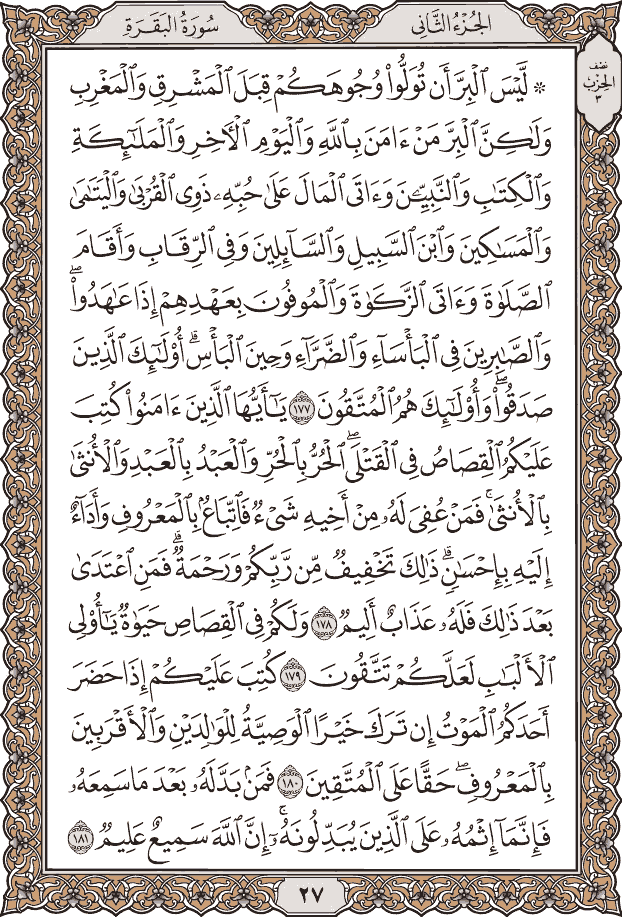 الجُزْءُ الثَّانِي
سُورَةُ البَقَرَةِ
نصف
الحِزْب
٣
۞ لَّيْسَ ٱلْبِرَّ أَن تُوَلُّوا۟ وُجُوهَكُمْ قِبَلَ ٱلْمَشْرِقِ وَٱلْمَغْرِبِ
وَلَٰكِنَّ ٱلْبِرَّ مَنْ ءَامَنَ بِٱللَّهِ وَٱلْيَوْمِ ٱلْءَاخِرِ وَٱلْمَلَٰٓئِكَةِ
وَٱلْكِتَٰبِ وَٱلنَّبِيِّـۧنَ وَءَاتَى ٱلْمَالَ عَلَىٰ حُبِّهِۦ ذَوِى ٱلْقُرْبَىٰ وَٱلْيَتَٰمَىٰ
وَٱلْمَسَٰكِينَ وَٱبْنَ ٱلسَّبِيلِ وَٱلسَّآئِلِينَ وَفِى ٱلرِّقَابِ وَأَقَامَ
ٱلصَّلَوٰةَ وَءَاتَى ٱلزَّكَوٰةَ وَٱلْمُوفُونَ بِعَهْدِهِمْ إِذَا عَٰهَدُوا۟ۖ
وَٱلصَّٰبِرِينَ فِى ٱلْبَأْسَآءِ وَٱلضَّرَّآءِ وَحِينَ ٱلْبَأْسِۗ أُو۟لَٰٓئِكَ ٱلَّذِينَ
صَدَقُوا۟ۖ وَأُو۟لَٰٓئِكَ هُمُ ٱلْمُتَّقُونَ ١٧٧ يَٰٓأَيُّهَا ٱلَّذِينَ ءَامَنُوا۟ كُتِبَ
عَلَيْكُمُ ٱلْقِصَاصُ فِى ٱلْقَتْلَىۖ ٱلْحُرُّ بِٱلْحُرِّ وَٱلْعَبْدُ بِٱلْعَبْدِ وَٱلْأُنثَىٰ
بِٱلْأُنثَىٰۚ فَمَنْ عُفِىَ لَهُۥ مِنْ أَخِيهِ شَىْءٌ فَٱتِّبَاعٌۢ بِٱلْمَعْرُوفِ وَأَدَآءٌ
إِلَيْهِ بِإِحْسَٰنٍۗ ذَٰلِكَ تَخْفِيفٌ مِّن رَّبِّكُمْ وَرَحْمَةٌۗ فَمَنِ ٱعْتَدَىٰ
بَعْدَ ذَٰلِكَ فَلَهُۥ عَذَابٌ أَلِيمٌ ١٧٨ وَلَكُمْ فِى ٱلْقِصَاصِ حَيَوٰةٌ يَٰٓأُو۟لِى
ٱلْأَلْبَٰبِ لَعَلَّكُمْ تَتَّقُونَ ١٧٩ كُتِبَ عَلَيْكُمْ إِذَا حَضَرَ
أَحَدَكُمُ ٱلْمَوْتُ إِن تَرَكَ خَيْرًا ٱلْوَصِيَّةُ لِلْوَٰلِدَيْنِ وَٱلْأَقْرَبِينَ
بِٱلْمَعْرُوفِۖ حَقًّا عَلَى ٱلْمُتَّقِينَ ١٨٠ فَمَنۢ بَدَّلَهُۥ بَعْدَ مَا سَمِعَهُۥ
فَإِنَّمَآ إِثْمُهُۥ عَلَى ٱلَّذِينَ يُبَدِّلُونَهُۥٓۚ إِنَّ ٱللَّهَ سَمِيعٌ عَلِيمٌ ١٨١
٢٧